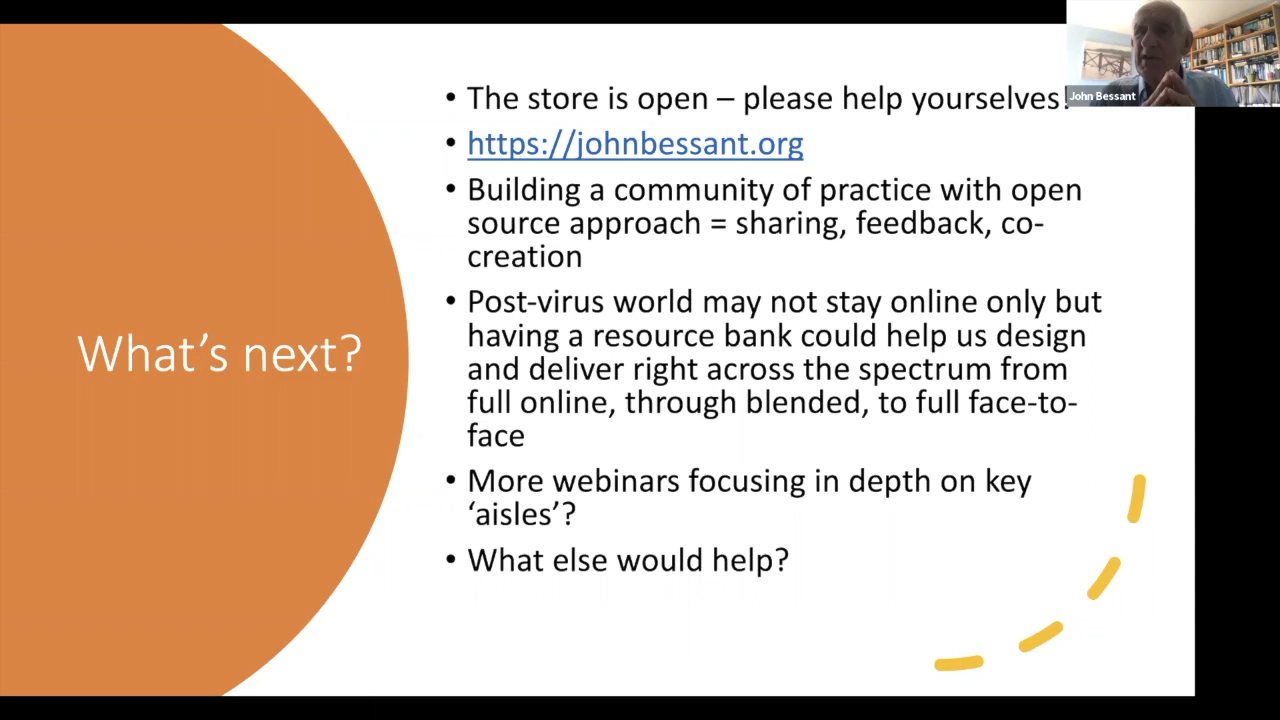 What's next?
• The store is open – please help yourselves!
• https://johnbessant.org
• Building a community of practice with open
source approach = sharing, feedback, co-
creation
• Post-virus world may not stay online only but
having a resource bank could help us design
and deliver right across the spectrum from
full online, through blended, to full face-to-
face
• More webinars focusing in depth on key
‘aisles’?
• What else would help?
John Bessant